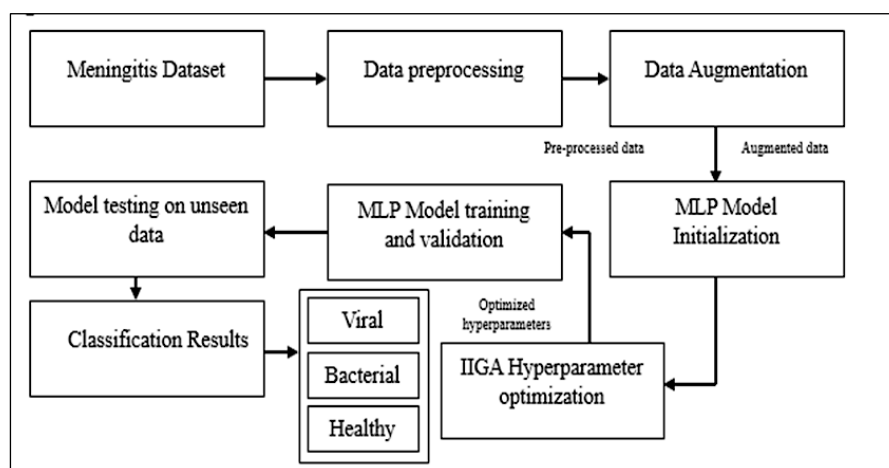 Meningitis Dataset
Data preprocessing
Data Augmentation
Pre-processed data
Augmented data
MLP Model
Initialization
MLP Model training
and validation
Model testing on unseen
data
Classification Results
Viral
Bacterial
Healthy
Optimized
hyperparameters
IIGA Hyperparameter
optimization